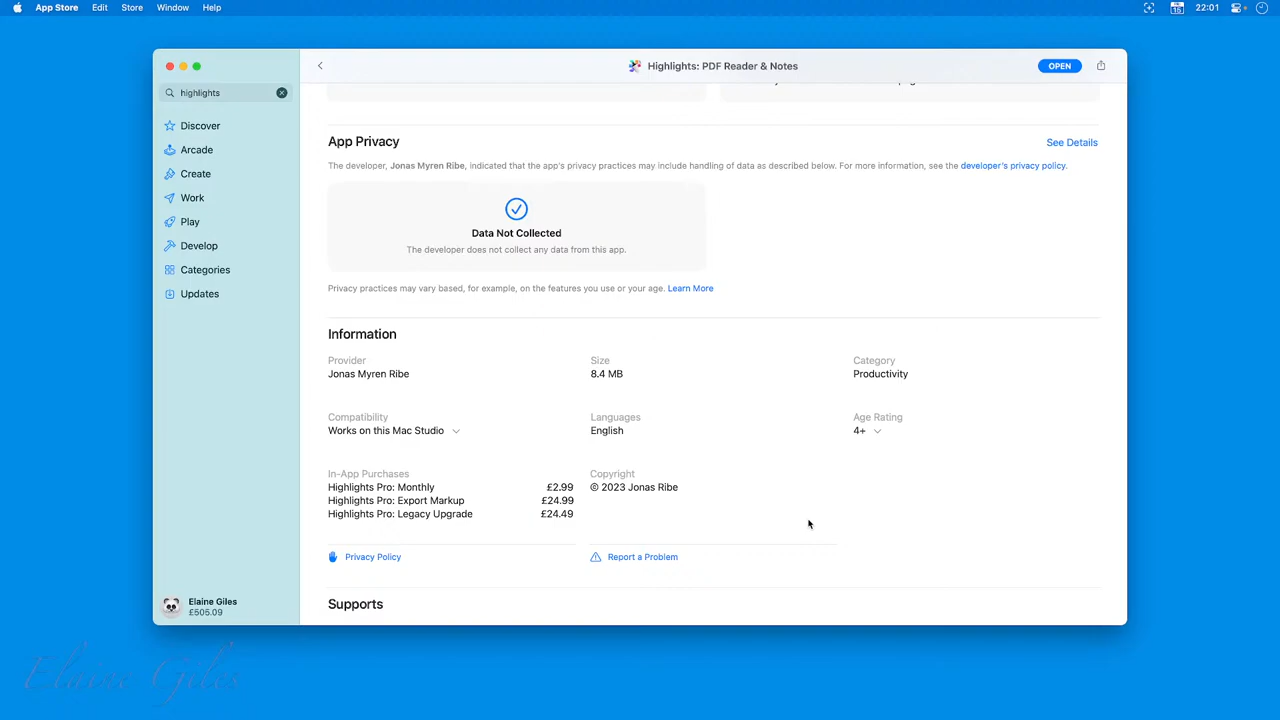 App Store Edit Store Window Help 15 22:01
highlights
Highlights: PDF Reader & Notes
OPEN
Discover
Arcade
Create
Work
Play
Develop
Categories
Updates
Elaine Giles
£505.09
App Privacy
See Details
The developer, Jonas Myren Ribe, indicated that the app's privacy practices may include handling of data as described below. For more information, see the developer's privacy policy.
Data Not Collected
The developer does not collect any data from this app.
Privacy practices may vary based, for example, on the features you use or your age. Learn More
Information
Provider
Jonas Myren Ribe
Size
8.4 MB
Category
Productivity
Compatibility
Works on this Mac Studio
Languages
English
Age Rating
4+
In-App Purchases
Highlights Pro: Monthly £2.99
Highlights Pro: Export Markup £24.99
Highlights Pro: Legacy Upgrade £24.49
Copyright
© 2023 Jonas Ribe
Privacy Policy
Report a Problem
Supports
Elaine Giles